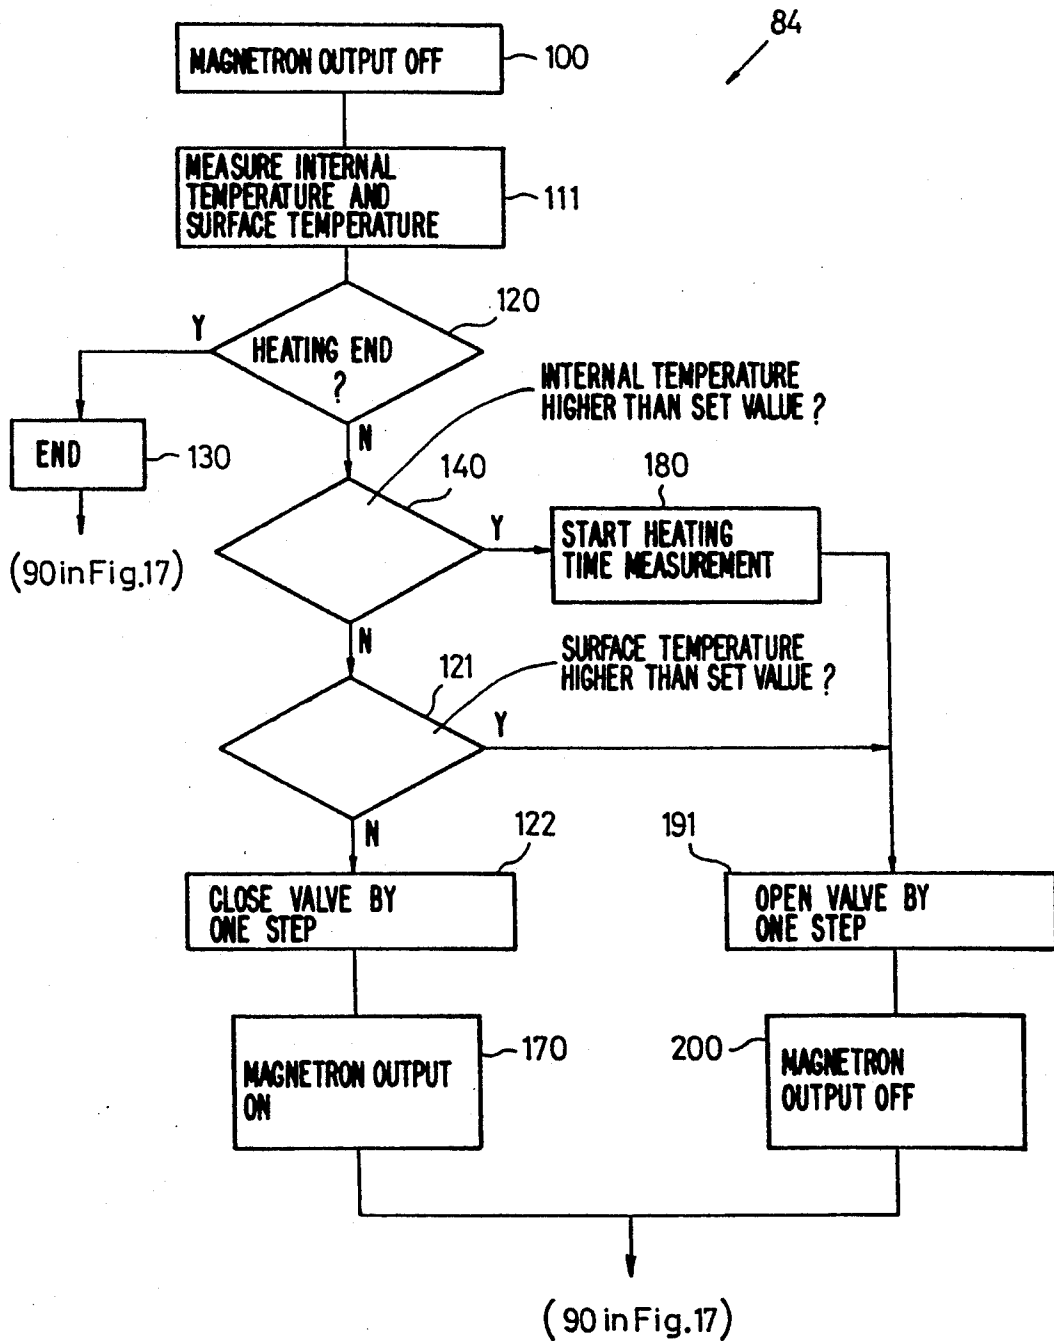 84
MAGNETRON OUTPUT OFF
100
MEASURE INTERNAL
TEMPERATURE AND
SURFACE TEMPERATURE
111
120
Y
HEATING END
?
N
INTERNAL TEMPERATURE
HIGHER THAN SET VALUE ?
END
130
(90 in Fig.17)
140
Y
180
START HEATING
TIME MEASUREMENT
N
SURFACE TEMPERATURE
HIGHER THAN SET VALUE ?
121
Y
N
122
CLOSE VALVE BY
ONE STEP
191
OPEN VALVE BY
ONE STEP
MAGNETRON OUTPUT
ON
170
200
MAGNETRON
OUTPUT OFF
(90 in Fig.17)